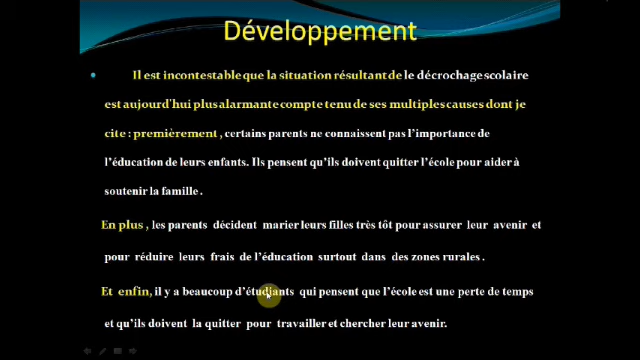 Développement
• Il est incontestable que la situation résultant de le décrochage scolaire
est aujourd'hui plus alarmante compte tenu de ses multiples causes dont je
cite : premièrement , certains parents ne connaissent pas l'importance de
l'éducation de leurs enfants. Ils pensent qu'ils doivent quitter l'école pour aider à
soutenir la famille .
En plus , les parents décident marier leurs filles très tôt pour assurer leur avenir et
pour réduire leurs frais de l'éducation surtout dans des zones rurales .
Et enfin, il y a beaucoup d'étudiants qui pensent que l'école est une perte de temps
et qu'ils doivent la quitter pour travailler et chercher leur avenir.